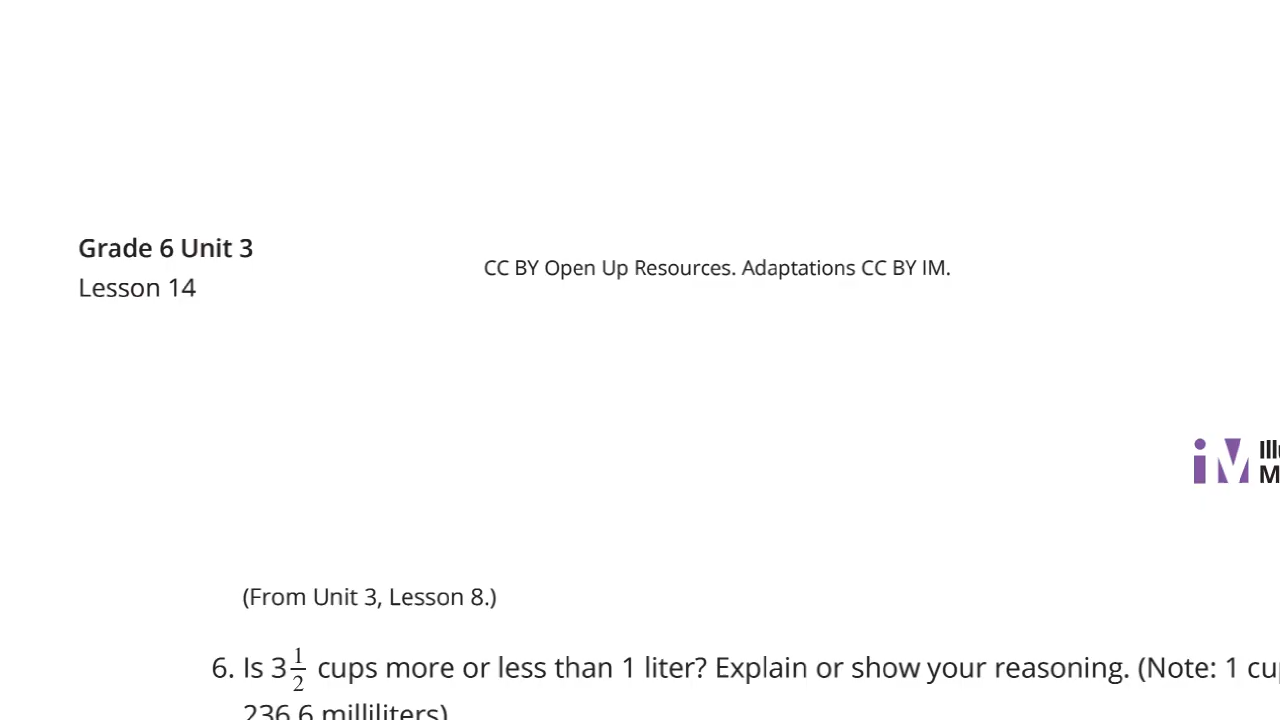 Grade 6 Unit 3
Lesson 14
CC BY Open Up Resources. Adaptations CC BY IM.
(From Unit 3, Lesson 8.)
6. Is 3 1/2 cups more or less than 1 liter? Explain or show your reasoning. (Note: 1
236.6 milliliters)